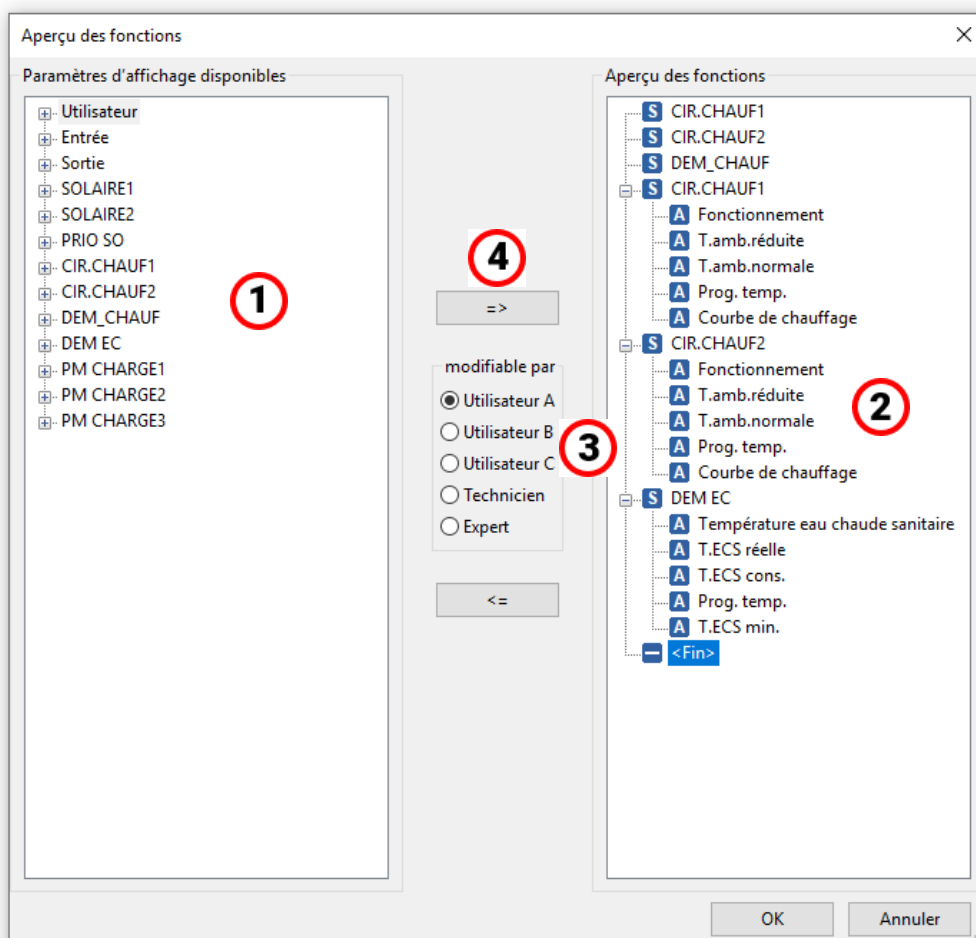 Aperçu des fonctions
Paramètres d'affichage disponibles
Utilisateur
Entrée
Sortie
SOLAIRE1
SOLAIRE2
PRIO SO
CIR.CHAUF1
CIR.CHAUF2
DEM_CHAUF
DEM EC
PM CHARGE1
PM CHARGE2
PM CHARGE3
1
4
=>
modifiable par
Utilisateur A
Utilisateur B
Utilisateur C
Technicien
Expert
3
<=
Aperçu des fonctions
S CIR.CHAUF1
S CIR.CHAUF2
S DEM_CHAUF
S CIR.CHAUF1
A Fonctionnement
A T.amb.réduite
A T.amb.normale
A Prog. temp.
A Courbe de chauffage
S CIR.CHAUF2
A Fonctionnement
A T.amb.réduite
A T.amb.normale
A Prog. temp.
A Courbe de chauffage
2
S DEM EC
A Température eau chaude sanitaire
A T.ECS réelle
A T.ECS cons.
A Prog. temp.
A T.ECS min.
<Fin>
OK
Annuler